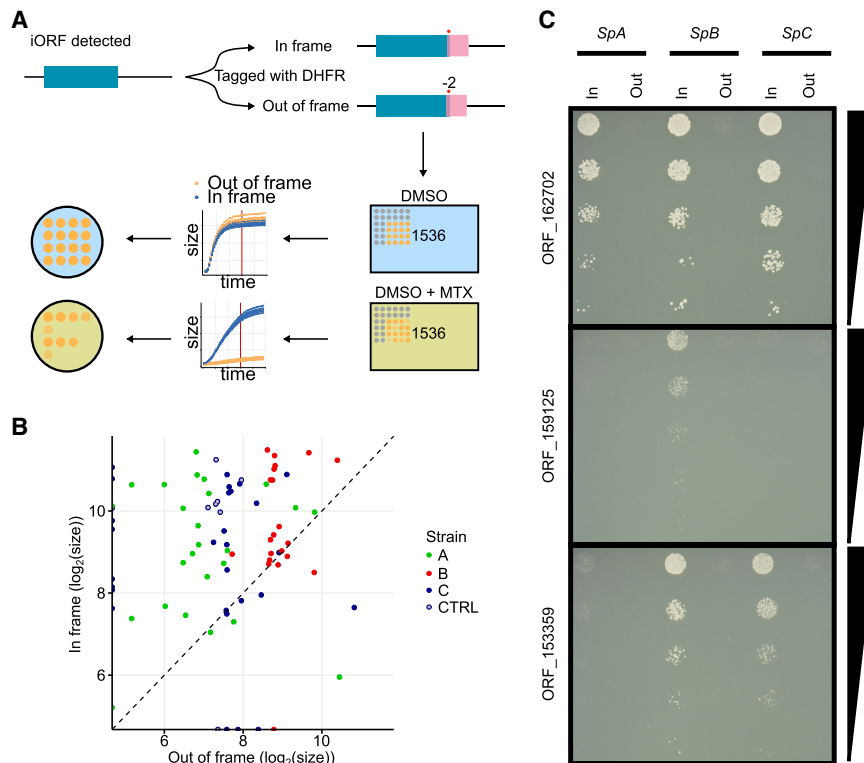 A
iORF detected
In frame
Tagged with DHFR
-2
Out of frame
Out of frame
In frame
size
time
DMSO
1536
size
time
DMSO + MTX
1536
B
In frame (log2(size))
10
8
6
6
8
10
Out of frame (log2(size))
Strain
A
B
C
CTRL
C
SpA
SpB
SpC
In
Out
In
Out
In
Out
ORF_162702
ORF_159125
ORF_153359